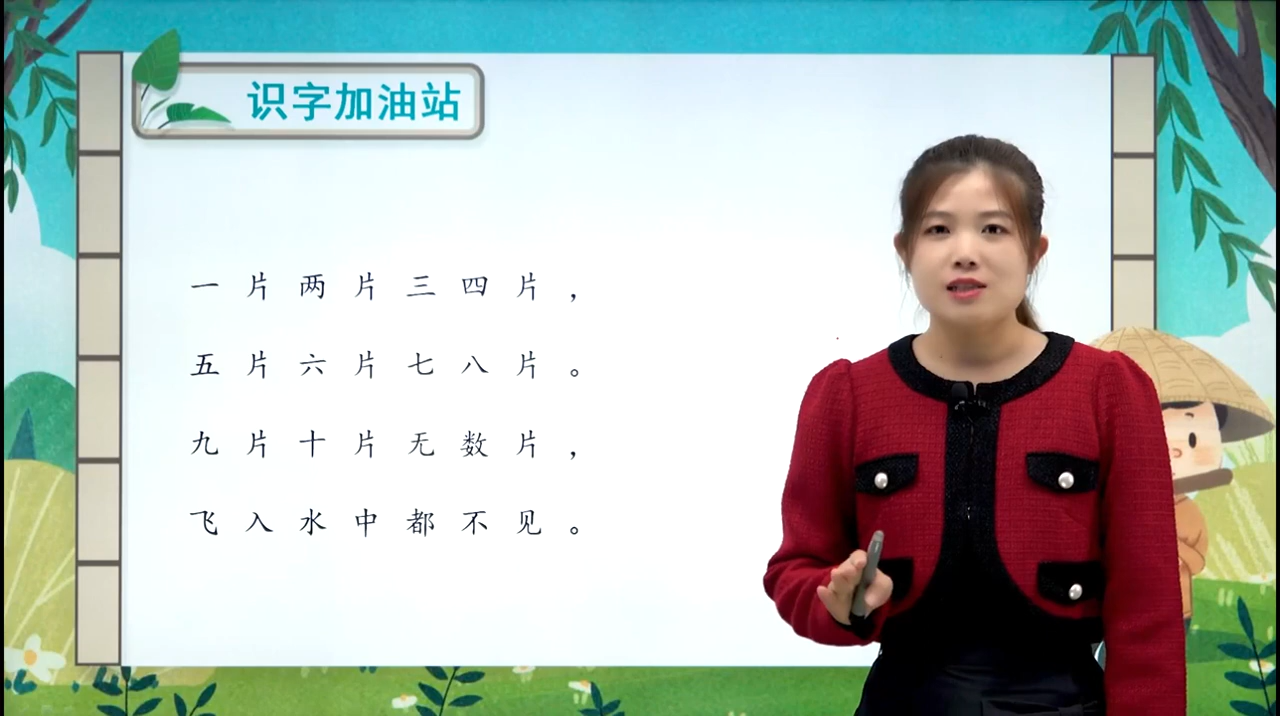 识字加油站
一片两片三四片，
五片六片七八片。
九片十片无数片，
飞入水中都不见。